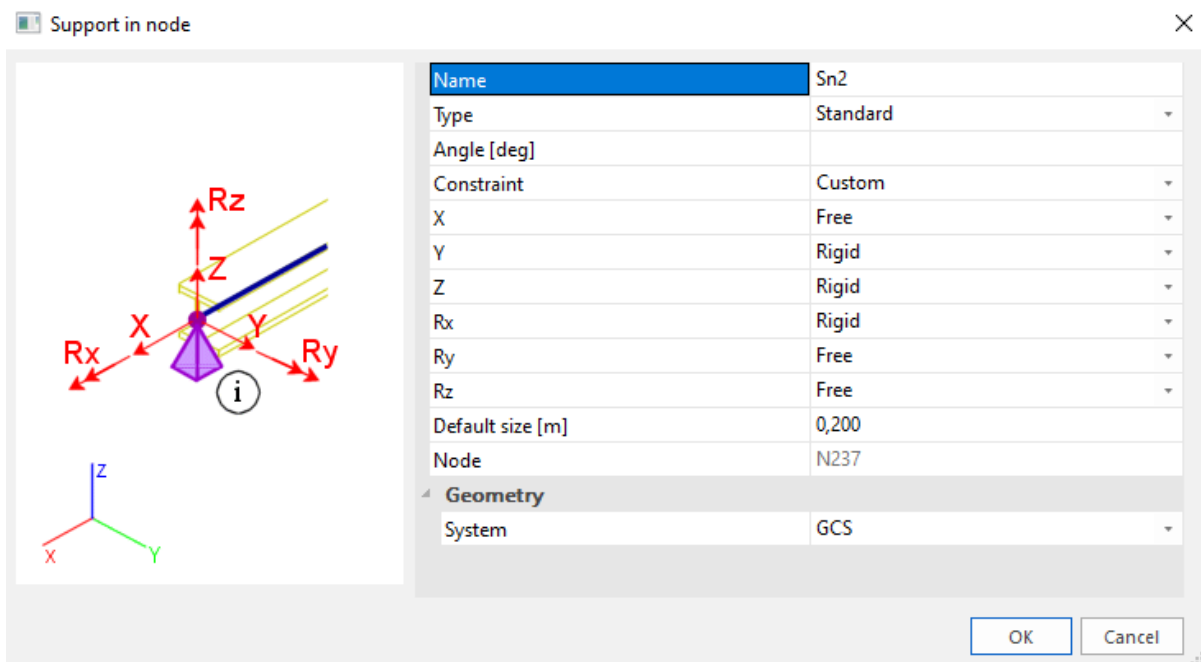 Support in node
Name Sn2
Type Standard
Angle [deg]
Constraint Custom
X Free
Y Rigid
Z Rigid
Rx Rigid
Ry Free
Rz Free
Default size [m] 0,200
Node N237
Geometry
System GCS
Rz
Z
X
Y
Rx
Ry
i
Z
X
Y
OK Cancel